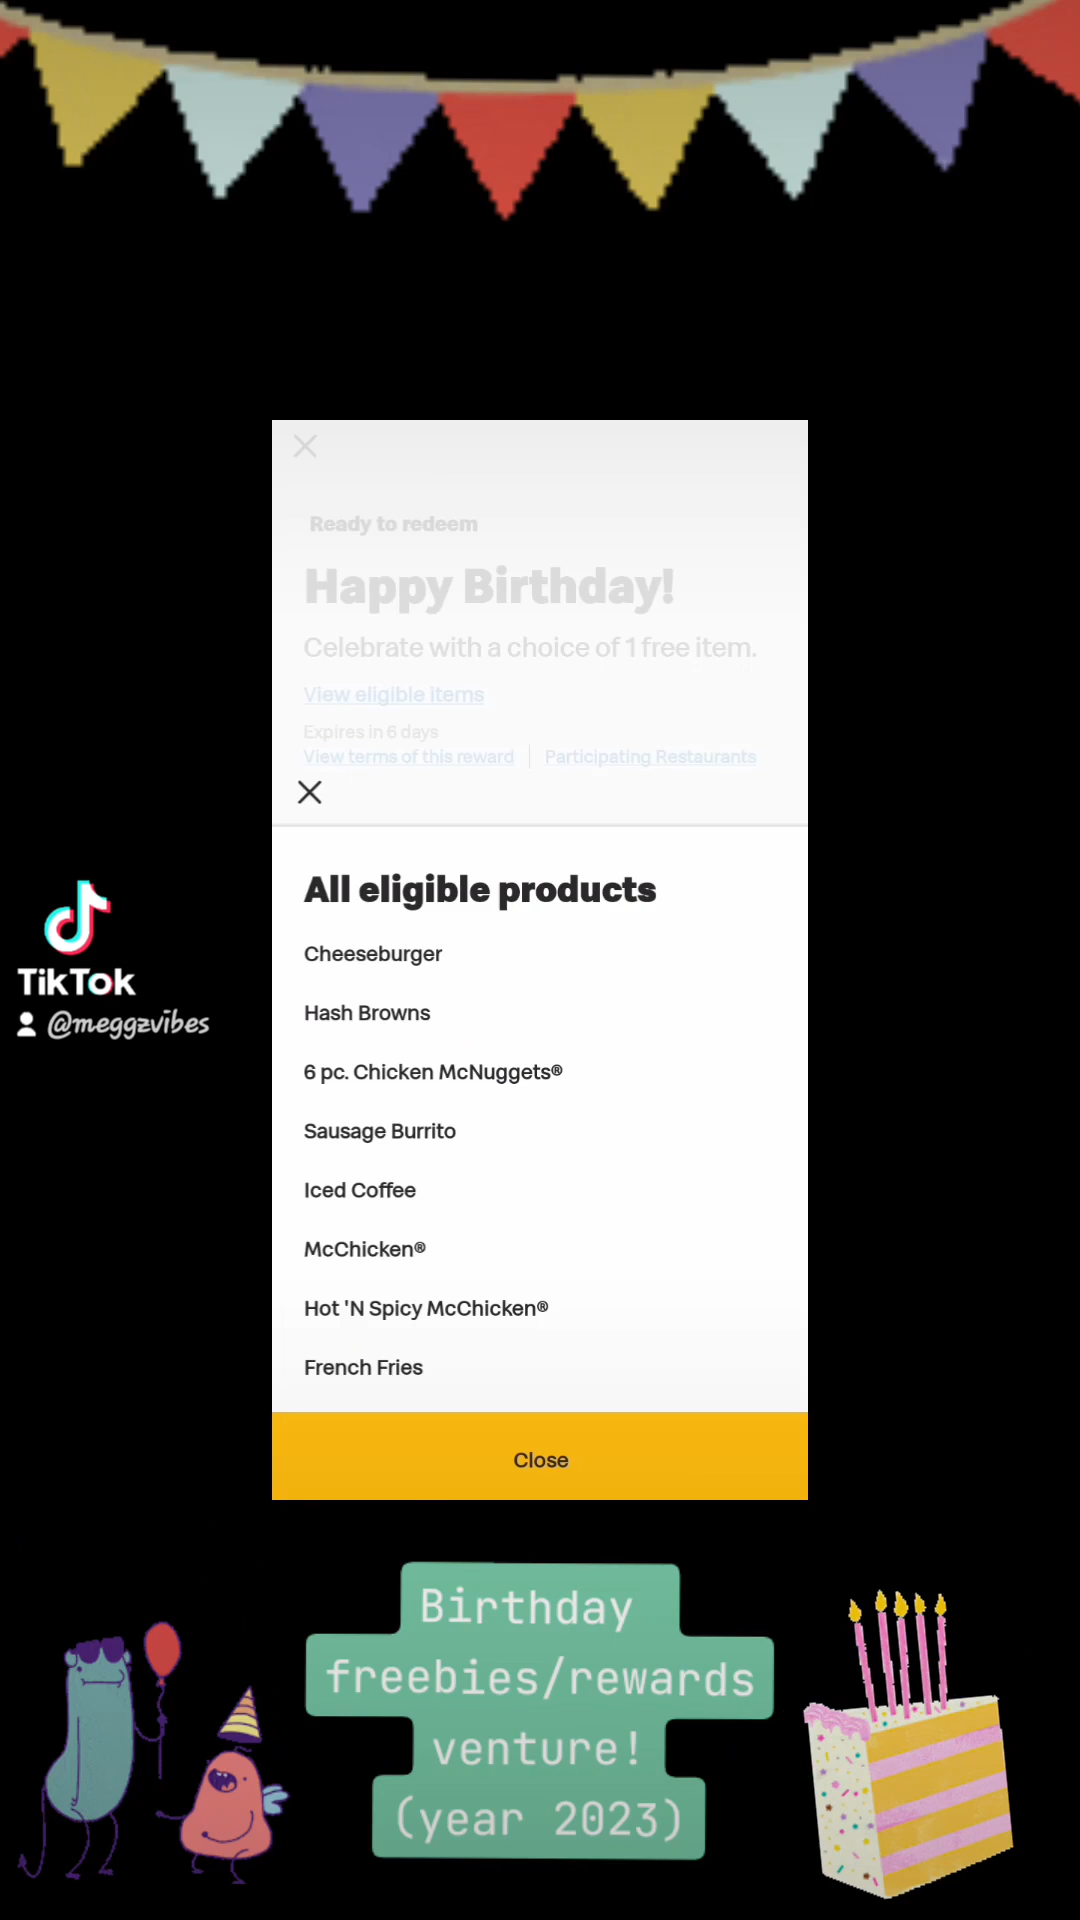 Ready to redeem
Happy Birthday!
Celebrate with a choice of 1 free item.
View eligible items
Expires in 6 days
View terms of this reward | Participating Restaurants
All eligible products
Cheeseburger
Hash Browns
6 pc. Chicken McNuggets®
Sausage Burrito
Iced Coffee
McChicken®
Hot 'N Spicy McChicken®
French Fries
Close
TikTok
@meggzvibes
Birthday
freebies/rewards
venture!
(year 2023)